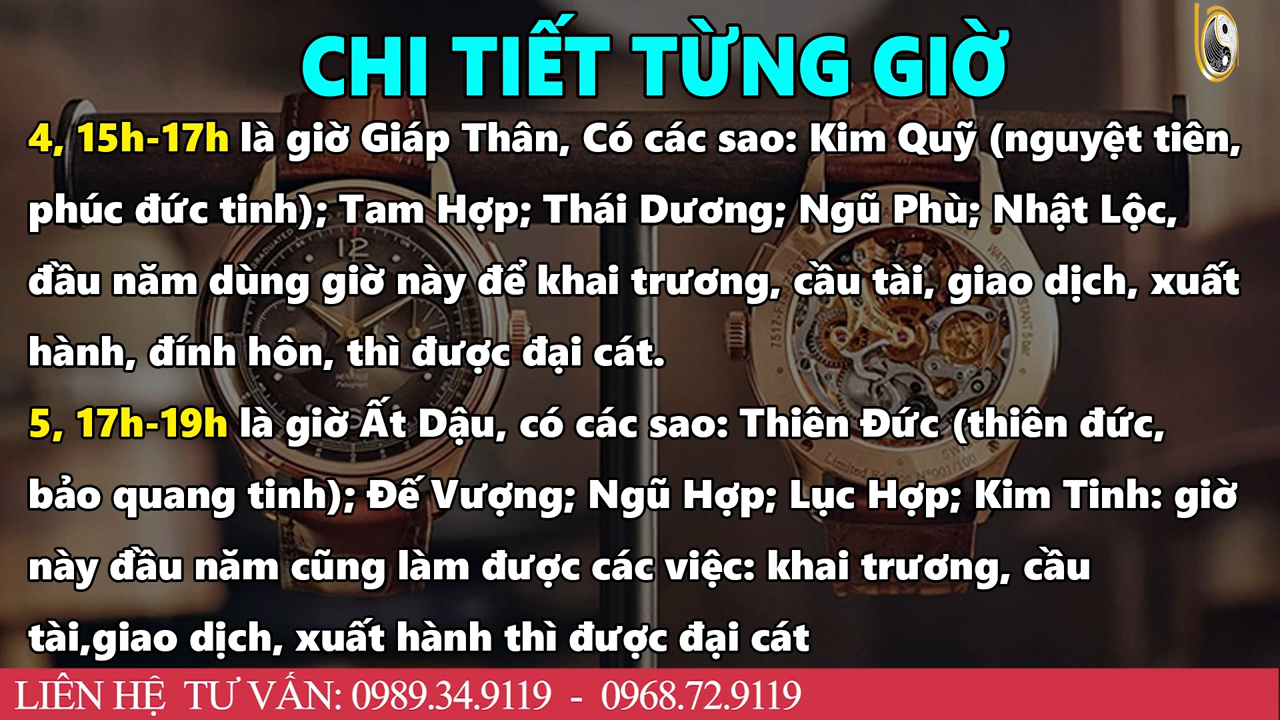 CHI TIẾT TỪNG GIỜ
4, 15h-17h là giờ Giáp Thân, Có các sao: Kim Quỹ (nguyệt tiên,
phúc đức tinh); Tam Hợp; Thái Dương; Ngũ Phù; Nhật Lộc,
đầu năm dùng giờ này để khai trương, cầu tài, giao dịch, xuất
hành, đính hôn, thì được đại cát.
5, 17h-19h là giờ Ất Dậu, có các sao: Thiên Đức (thiên đức,
bảo quang tinh); Đế Vượng; Ngũ Hợp; Lục Hợp; Kim Tinh: giờ
này đầu năm cũng làm được các việc: khai trương, cầu
tài,giao dịch, xuất hành thì được đại cát
LIÊN HỆ TƯ VẤN: 0989.34.9119 - 0968.72.9119
12